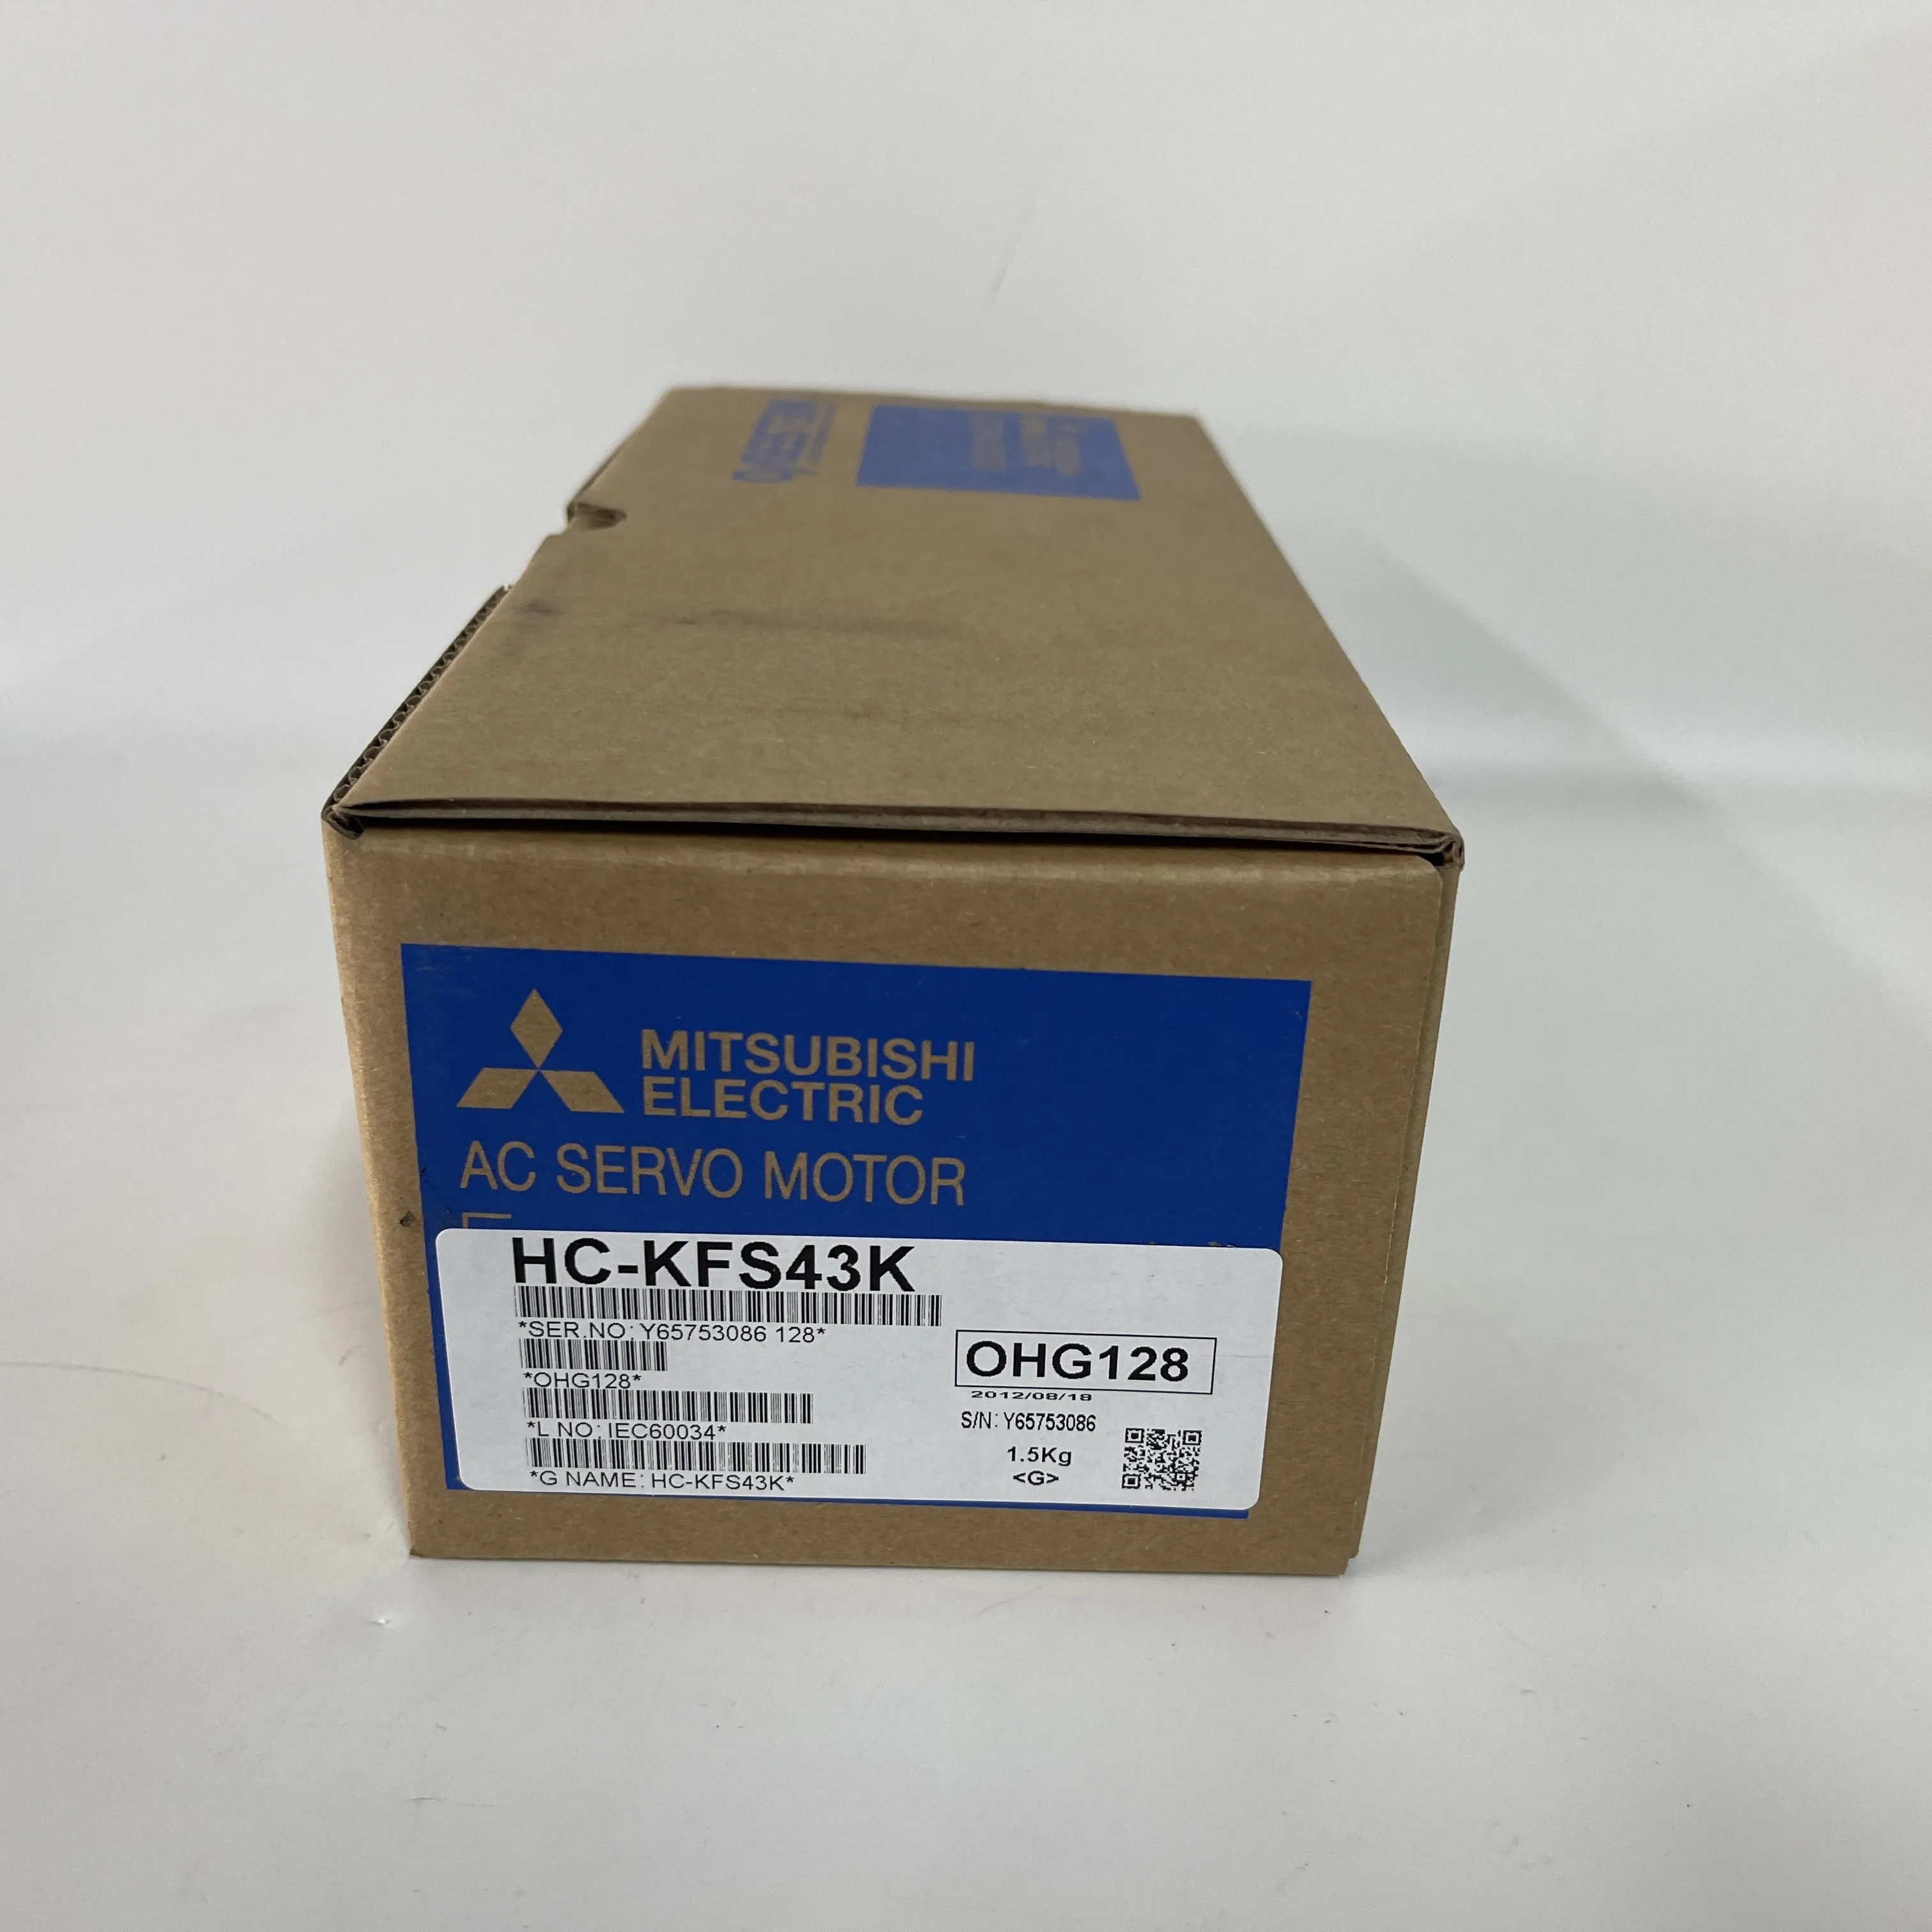 MITSUBISHI
ELECTRIC
AC SERVO MOTOR
HC-KFS43K
*SER.NO: Y65753086 128*
*OHG128*
*L NO: IEC60034*
*G NAME: HC-KFS43K*
OHG128
2012/08/18
S/N: Y65753086
1.5Kg
<G>